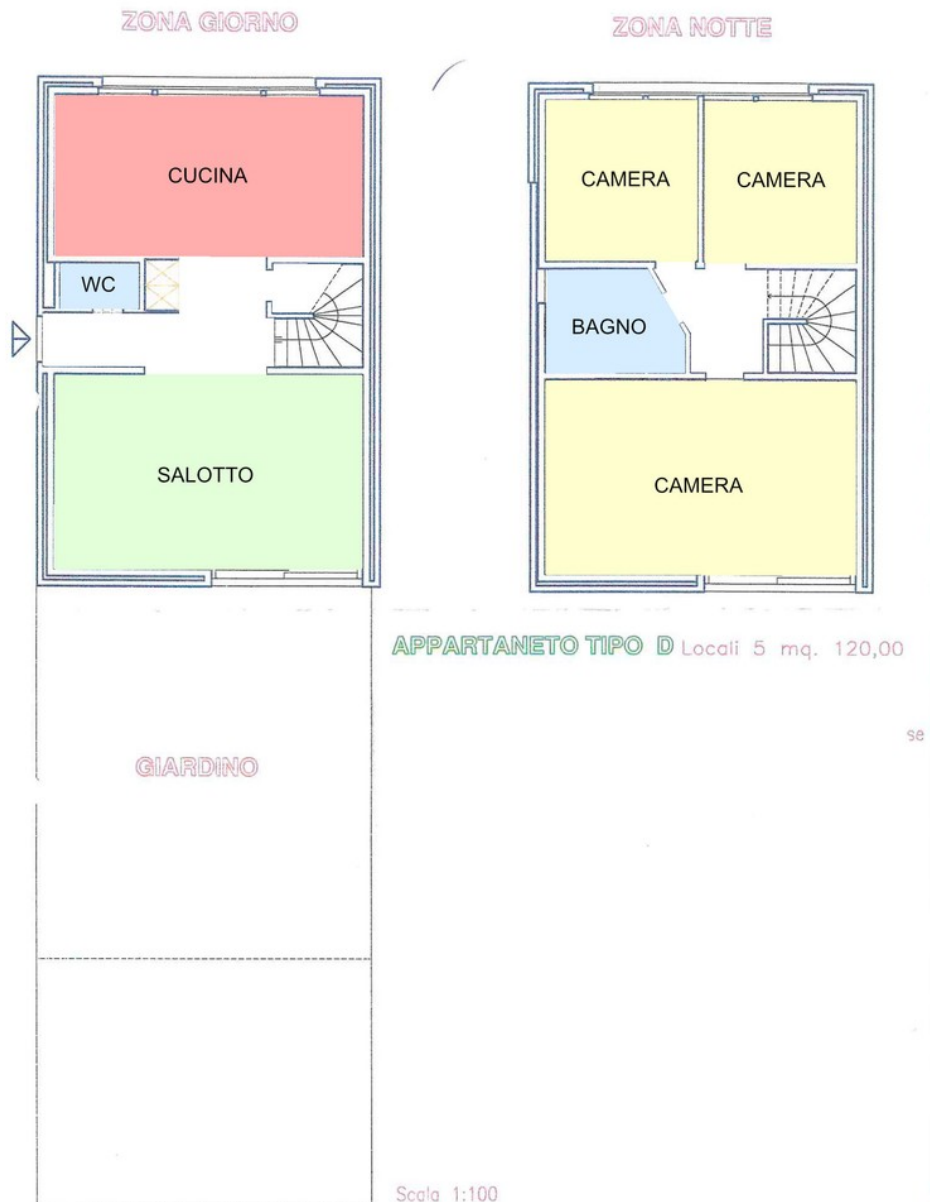 ZONA GIORNO
ZONA NOTTE
CUCINA
CAMERA
CAMERA
WC
BAGNO
SALOTTO
CAMERA
APPARTANETO TIPO D Locali 5 mq. 120,00
se
GIARDINO
Scala 1:100